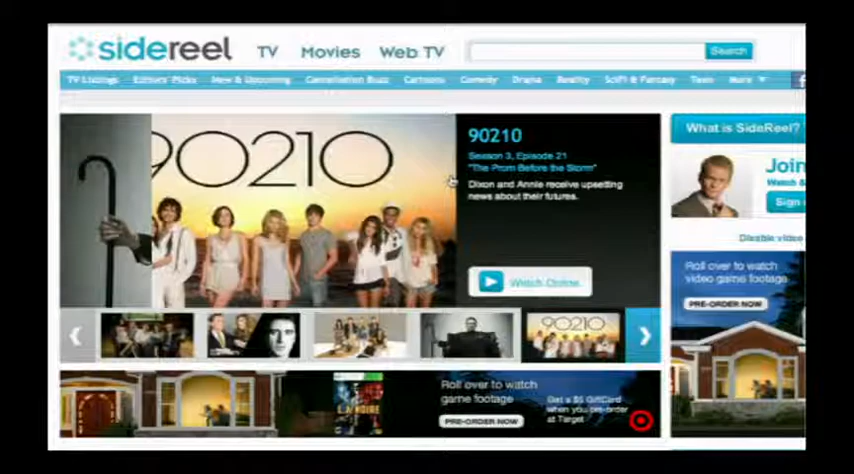 sidereel TV Movies Web TV Search
TV Listings Editors' Picks New & Upcoming Cancellation Buzz Cartoons Comedy Drama Reality SciFi & Fantasy Tools More f
90210
90210
Season 3, Episode 21
"The Prom Before the Storm"
Dixon and Annie receive upsetting
news about their futures.
Watch Online
What is SideReel?
Join
Watch &
Sign
Disable video
Roll over to watch
video game footage
PRE-ORDER NOW
90210
L.A. NOIRE
Roll over to watch
game footage
PRE-ORDER NOW
Get a $5 GiftCard
when you pre-order
at Target